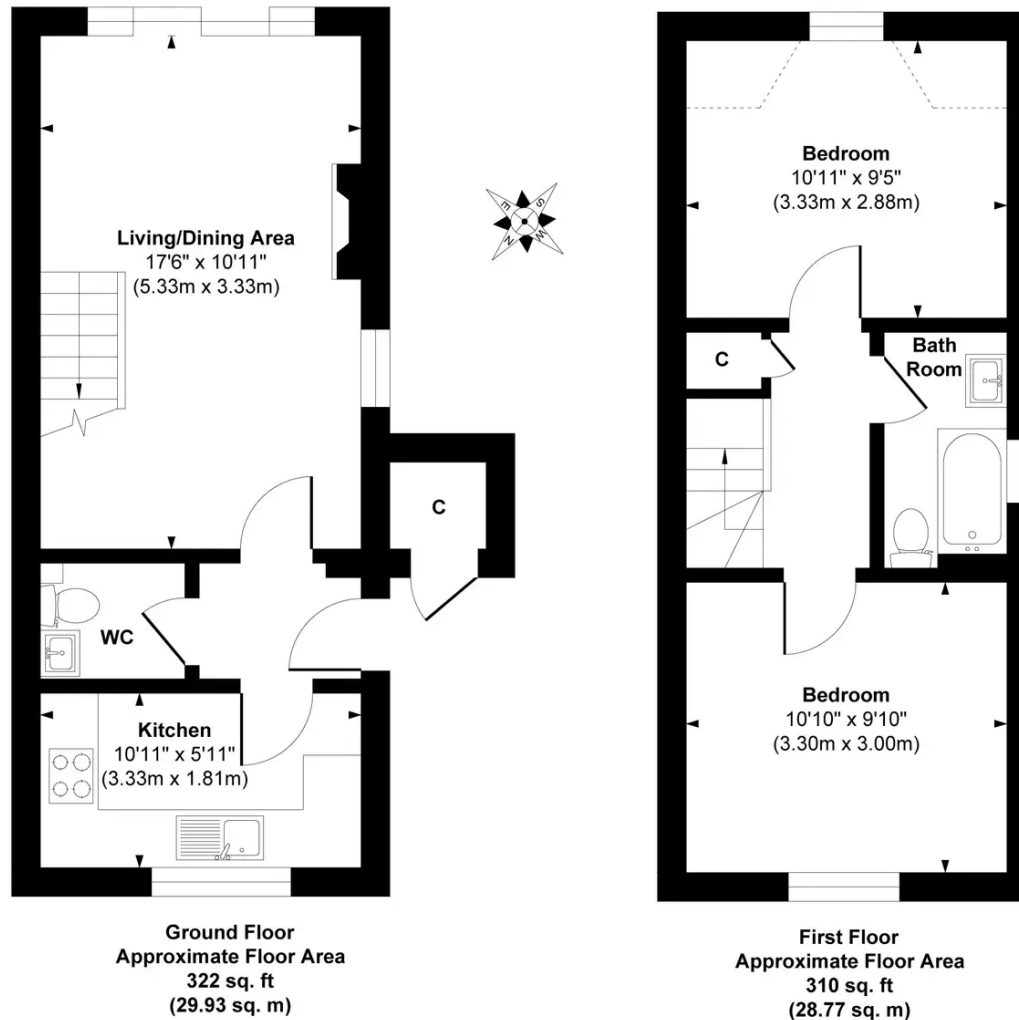 Living/Dining Area
17'6" x 10'11"
(5.33m x 3.33m)
C
WC
Kitchen
10'11" x 5'11"
(3.33m x 1.81m)
Ground Floor
Approximate Floor Area
322 sq. ft
(29.93 sq. m)
E
S
N
W
Bedroom
10'11" x 9'5"
(3.33m x 2.88m)
C
Bath
Room
Bedroom
10'10" x 9'10"
(3.30m x 3.00m)
First Floor
Approximate Floor Area
310 sq. ft
(28.77 sq. m)